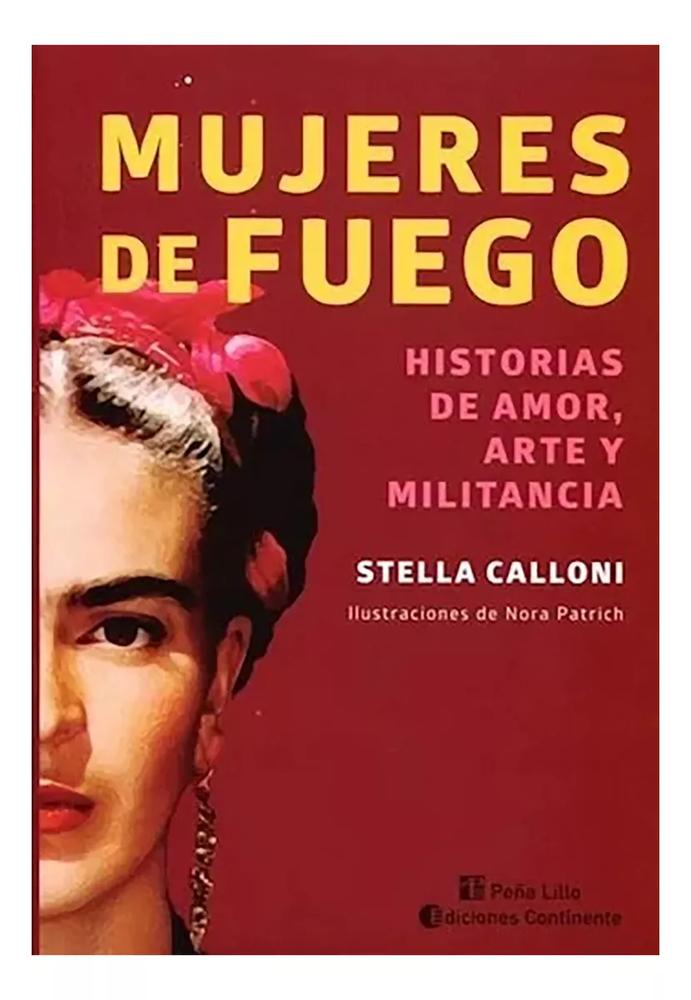 MUJERES
DE FUEGO
HISTORIAS
DE AMOR,
ARTE Y
MILITANCIA
STELLA CALLONI
Ilustraciones de Nora Patrich
Peña Lillo
Ediciones Continente